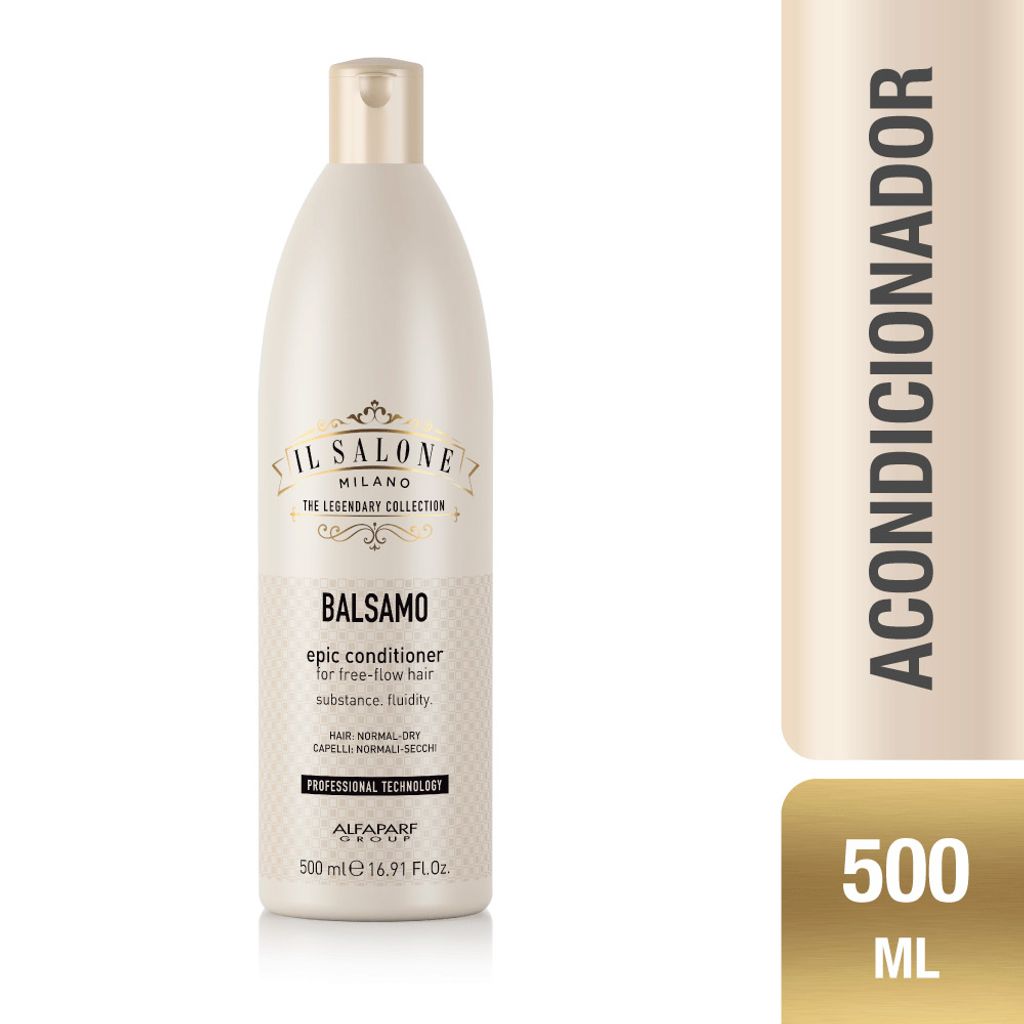 IL SALONE
MILANO
THE LEGENDARY COLLECTION
BALSAMO
epic conditioner
for free-flow hair
substance. fluidity.
HAIR: NORMAL-DRY
CAPELLI: NORMALI-SECCHI
PROFESSIONAL TECHNOLOGY
ALFAPARF
GROUP
500 ml ℮ 16.91 Fl.Oz.
ACONDICIONADOR
500
ML